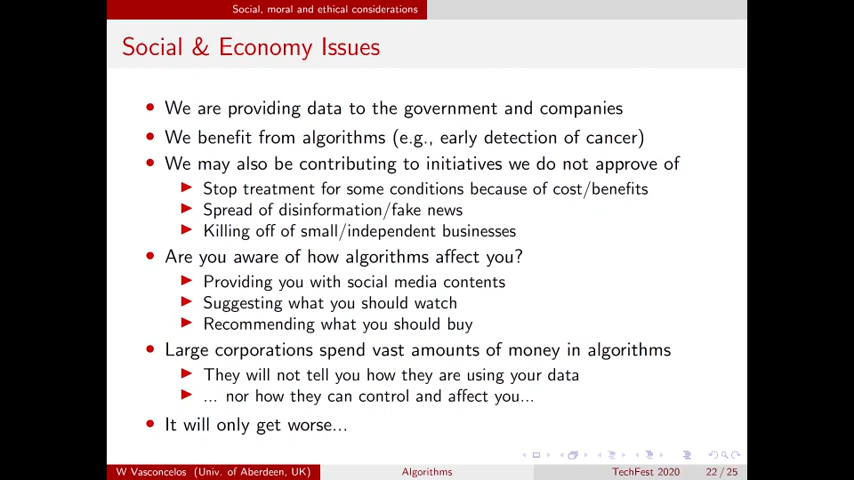 Social, moral and ethical considerations
Social & Economy Issues
We are providing data to the government and companies
We benefit from algorithms (e.g., early detection of cancer)
We may also be contributing to initiatives we do not approve of
Stop treatment for some conditions because of cost/benefits
Spread of disinformation/fake news
Killing off of small/independent businesses
Are you aware of how algorithms affect you?
Providing you with social media contents
Suggesting what you should watch
Recommending what you should buy
Large corporations spend vast amounts of money in algorithms
They will not tell you how they are using your data
... nor how they can control and affect you...
It will only get worse...
W Vasconcelos (Univ. of Aberdeen, UK) Algorithms TechFest 2020 22 / 25